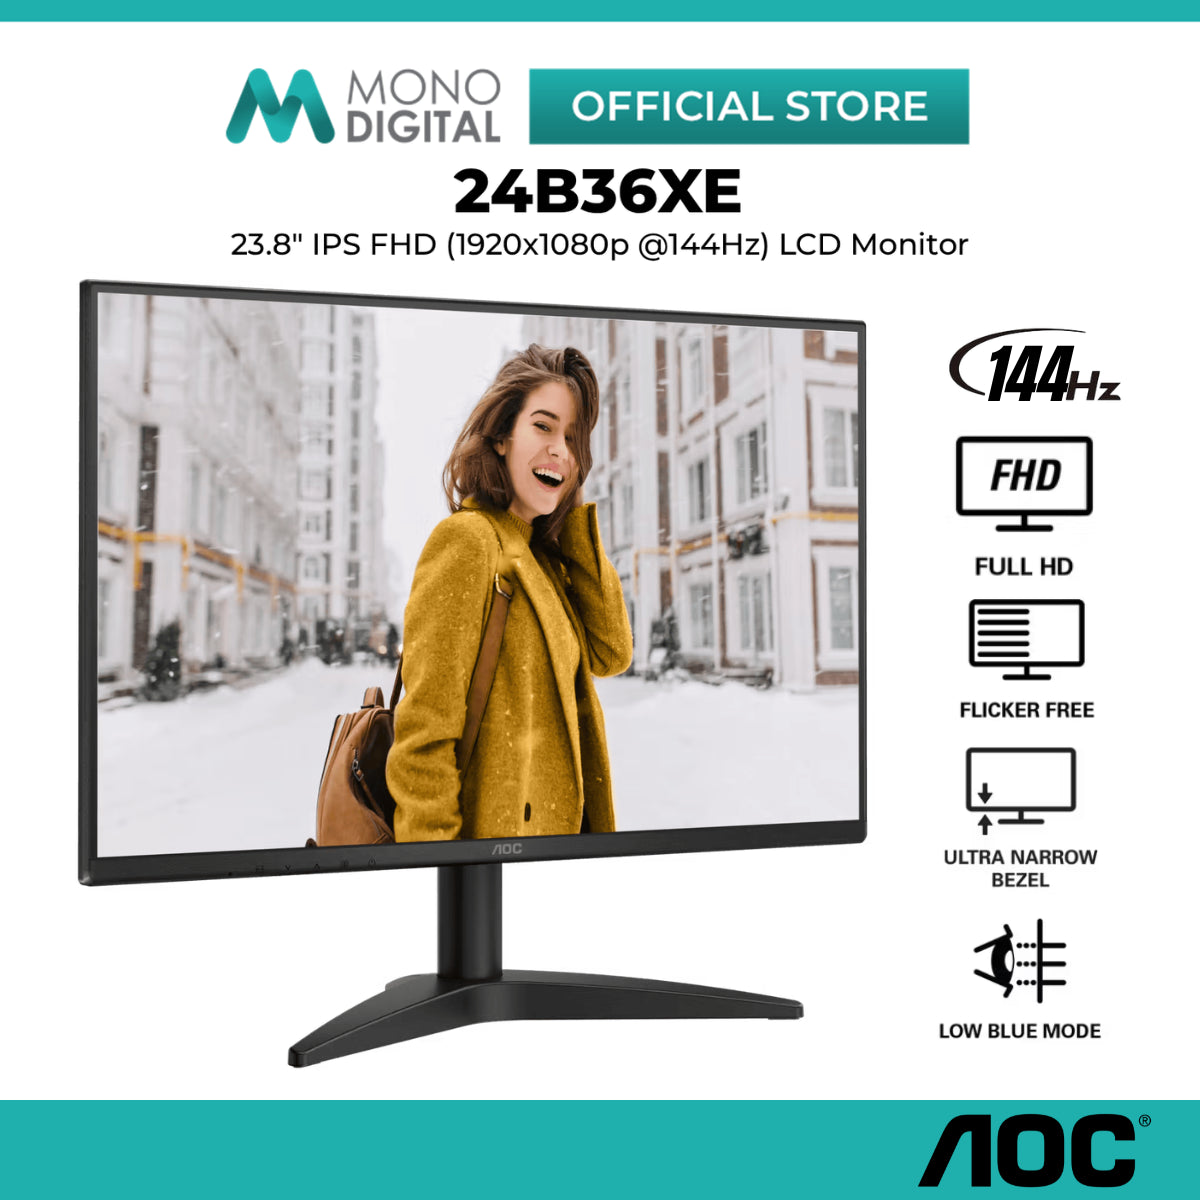 MONO
DIGITAL
OFFICIAL STORE
24B36XE
23.8" IPS FHD (1920x1080p @144Hz) LCD Monitor
144Hz
FHD
FULL HD
FLICKER FREE
ULTRA NARROW
BEZEL
LOW BLUE MODE
AOC
AOC®